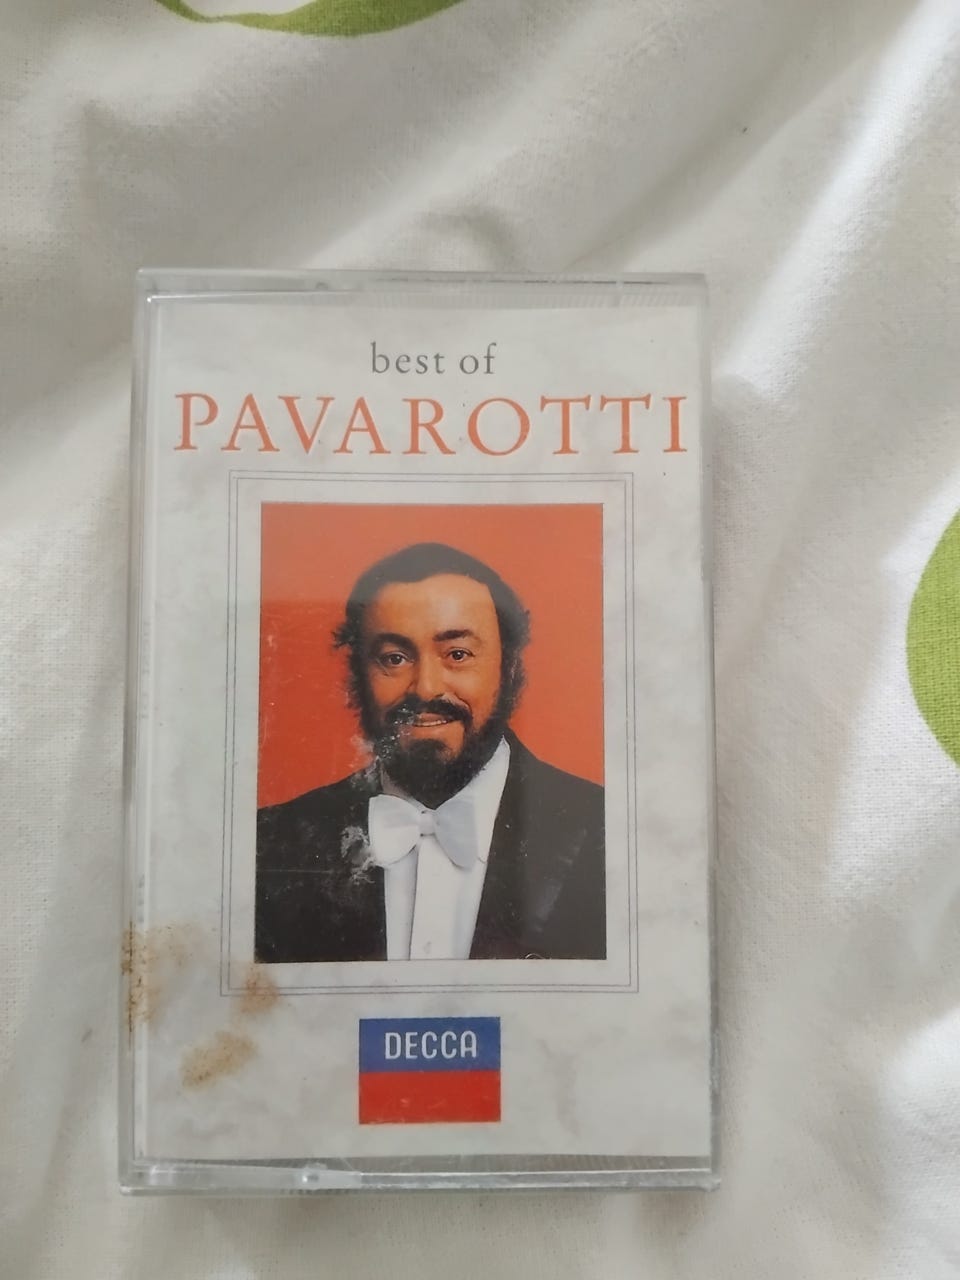 best of
PAVAROTTI
DECCA